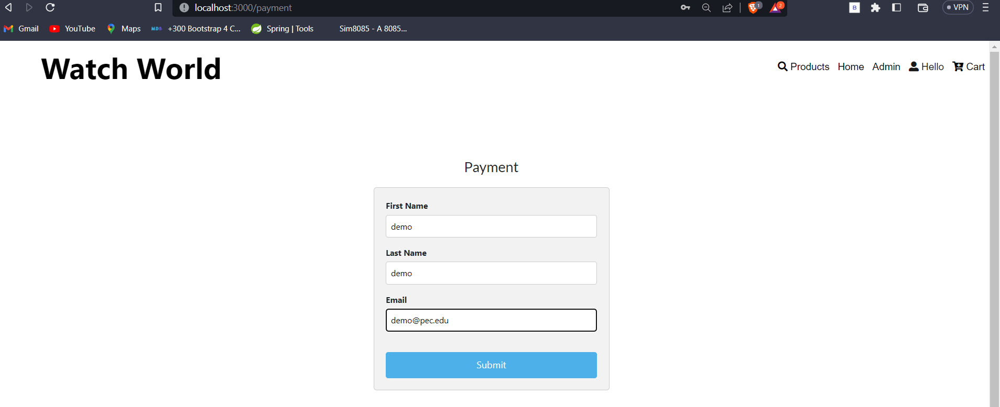 localhost:3000/payment
1
2
B
VPN
Gmail YouTube Maps MDB +300 Bootstrap 4 C... Spring | Tools Sim8085 - A 8085...
Watch World
Products Home Admin Hello Cart
Payment
First Name
demo
Last Name
demo
Email
demo@pec.edu
Submit